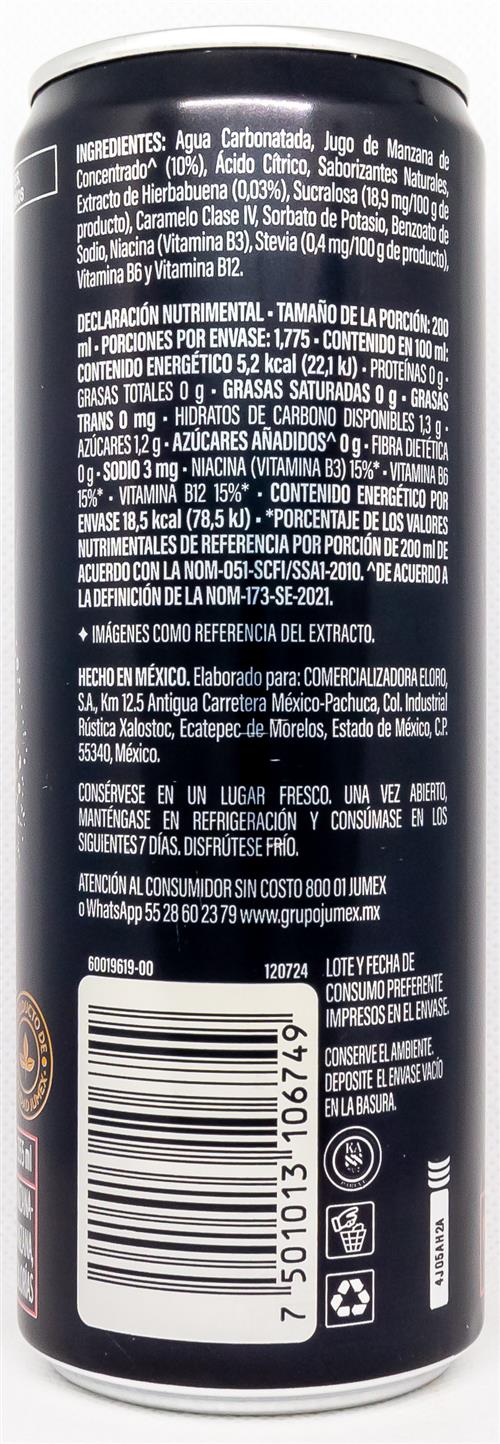 INGREDIENTES: Agua Carbonatada, Jugo de Manzana de
Concentrado^ (10%), Ácido Cítrico, Saborizantes Naturales,
Extracto de Hierbabuena (0,03%), Sucralosa (18,9 mg/100 g de
producto), Caramelo Clase IV, Sorbato de Potasio, Benzoato de
Sodio, Niacina (Vitamina B3), Stevia (0,4 mg/100 g de producto),
Vitamina B6 y Vitamina B12.
DECLARACIÓN NUTRIMENTAL • TAMAÑO DE LA PORCIÓN: 200
ml • PORCIONES POR ENVASE: 1,775 • CONTENIDO EN 100 ml:
CONTENIDO ENERGÉTICO 5,2 kcal (22,1 kJ) • PROTEÍNAS 0 g •
GRASAS TOTALES 0 g • GRASAS SATURADAS 0 g • GRASAS
TRANS 0 mg • HIDRATOS DE CARBONO DISPONIBLES 1,3 g •
AZÚCARES 1,2 g • AZÚCARES AÑADIDOS^ 0 g • FIBRA DIETÉTICA
0 g • SODIO 3 mg • NIACINA (VITAMINA B3) 15%* • VITAMINA B6
15%* • VITAMINA B12 15%* • CONTENIDO ENERGÉTICO POR
ENVASE 18,5 kcal (78,5 kJ) • *PORCENTAJE DE LOS VALORES
NUTRIMENTALES DE REFERENCIA POR PORCIÓN DE 200 ml DE
ACUERDO CON LA NOM-051-SCFI/SSA1-2010. ^DE ACUERDO A
LA DEFINICIÓN DE LA NOM-173-SE-2021.
✦ IMÁGENES COMO REFERENCIA DEL EXTRACTO.
HECHO EN MÉXICO. Elaborado para: COMERCIALIZADORA ELORO,
S.A., Km 12.5 Antigua Carretera México-Pachuca, Col. Industrial
Rústica Xalostoc, Ecatepec de Morelos, Estado de México, C.P.
55340, México.
CONSÉRVESE EN UN LUGAR FRESCO. UNA VEZ ABIERTO,
MANTÉNGASE EN REFRIGERACIÓN Y CONSÚMASE EN LOS
SIGUIENTES 7 DÍAS. DISFRÚTESE FRÍO.
ATENCIÓN AL CONSUMIDOR SIN COSTO 800 01 JUMEX
o WhatsApp 55 28 60 23 79 www.grupojumex.mx
60019619-00 120724
LOTE Y FECHA DE
CONSUMO PREFERENTE
IMPRESOS EN EL ENVASE.
CONSERVE EL AMBIENTE.
DEPOSITE EL ENVASE VACÍO
EN LA BASURA.
7 501013 106749
KA
4J05AH2A